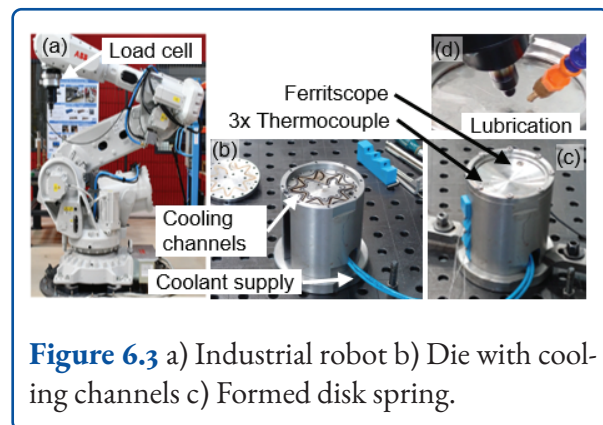 (a)
Load cell
ABB
(d)
Ferritscope
3x Thermocouple
Lubrication
(b)
(c)
Cooling
channels
Coolant supply
Figure 6.3 a) Industrial robot b) Die with cool-
ing channels c) Formed disk spring.